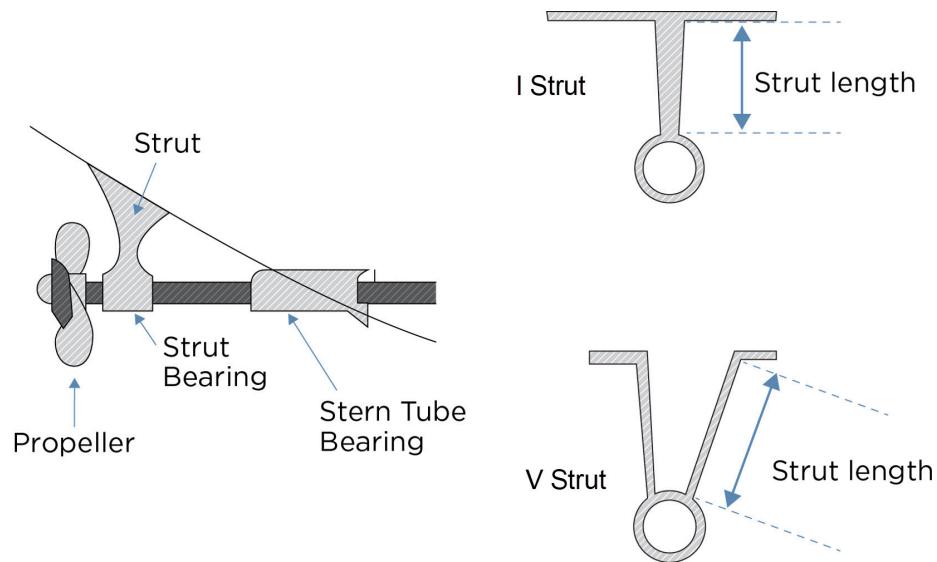 Strut
Strut
Bearing
Stern Tube
Bearing
Propeller
I Strut
Strut length
V Strut
Strut length